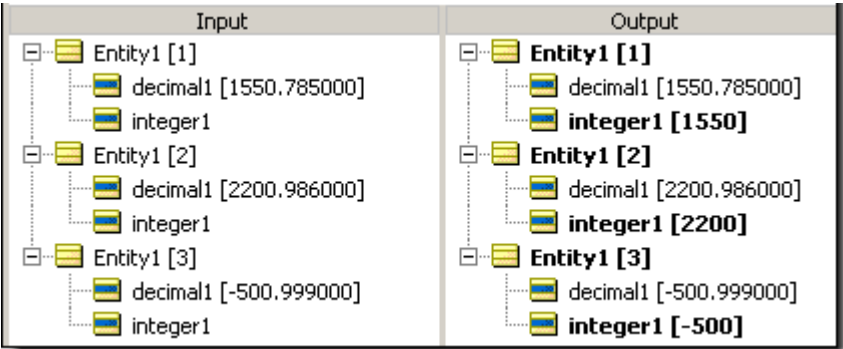 Input
Entity1 [1]
decimal1 [1550.785000]
integer1
Entity1 [2]
decimal1 [2200.986000]
integer1
Entity1 [3]
decimal1 [-500.999000]
integer1
Output
Entity1 [1]
decimal1 [1550.785000]
integer1 [1550]
Entity1 [2]
decimal1 [2200.986000]
integer1 [2200]
Entity1 [3]
decimal1 [-500.999000]
integer1 [-500]